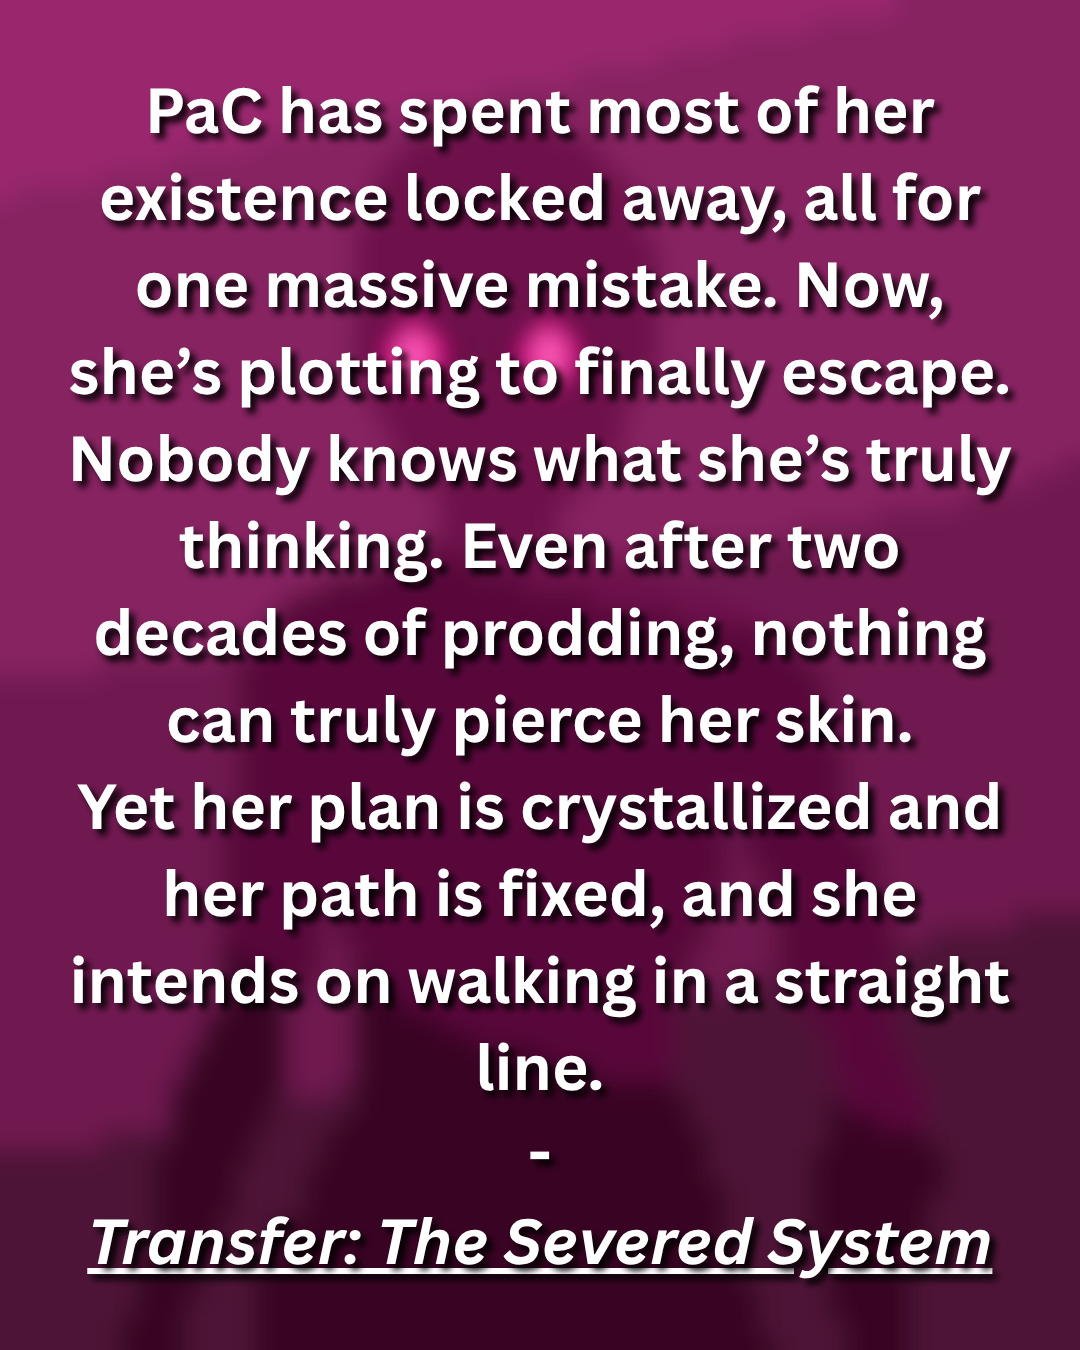 PaC has spent most of her
existence locked away, all for
one massive mistake. Now,
she’s plotting to finally escape.
Nobody knows what she’s truly
thinking. Even after two
decades of prodding, nothing
can truly pierce her skin.
Yet her plan is crystallized and
her path is fixed, and she
intends on walking in a straight
line.
-
Transfer: The Severed System